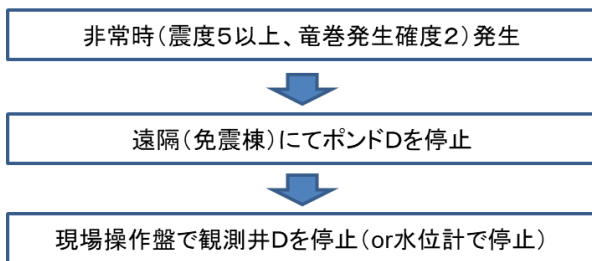 非常時（震度５以上、竜巻発生確度２）発生
遠隔（免震棟）にてポンドＤを停止
現場操作盤で観測井Ｄを停止（or水位計で停止）